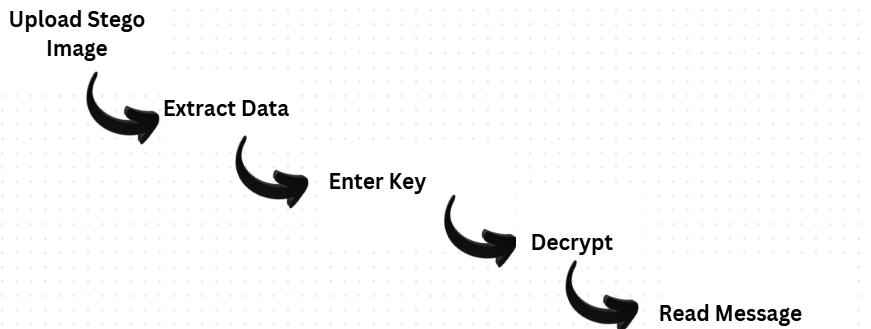 Upload Stego
Image
Extract Data
Enter Key
Decrypt
Read Message